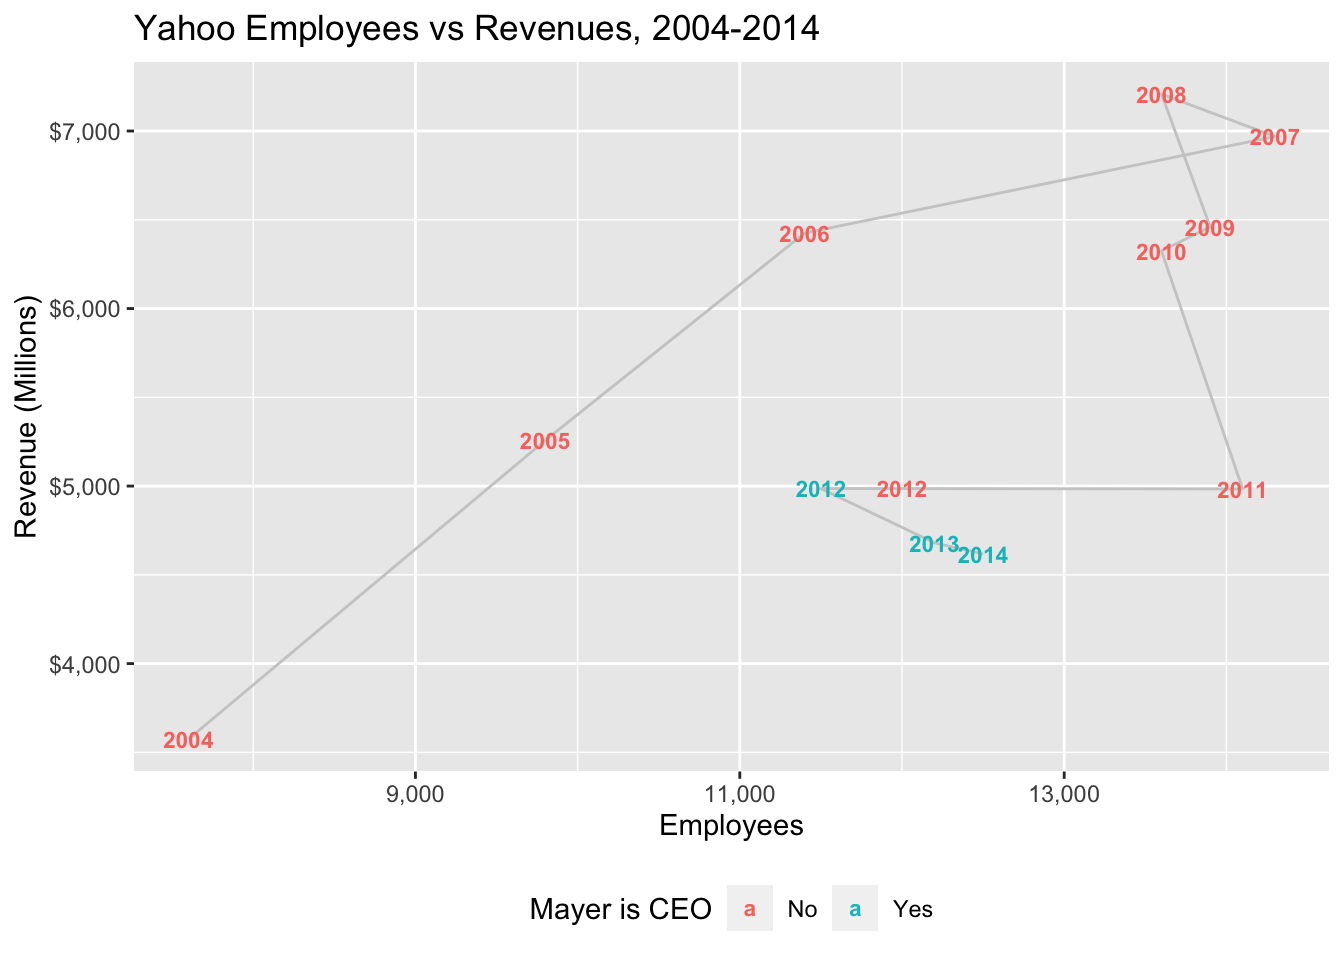 Yahoo Employees vs Revenues, 2004-2014
2008
$7,000
2007
2009
2006
2010
$6,000
Revenue (Millions)
2005
$5,000
2012 2012 2011
2013
2014
$4,000
2004
9,000 11,000 13,000
Employees
Mayer is CEO a No a Yes